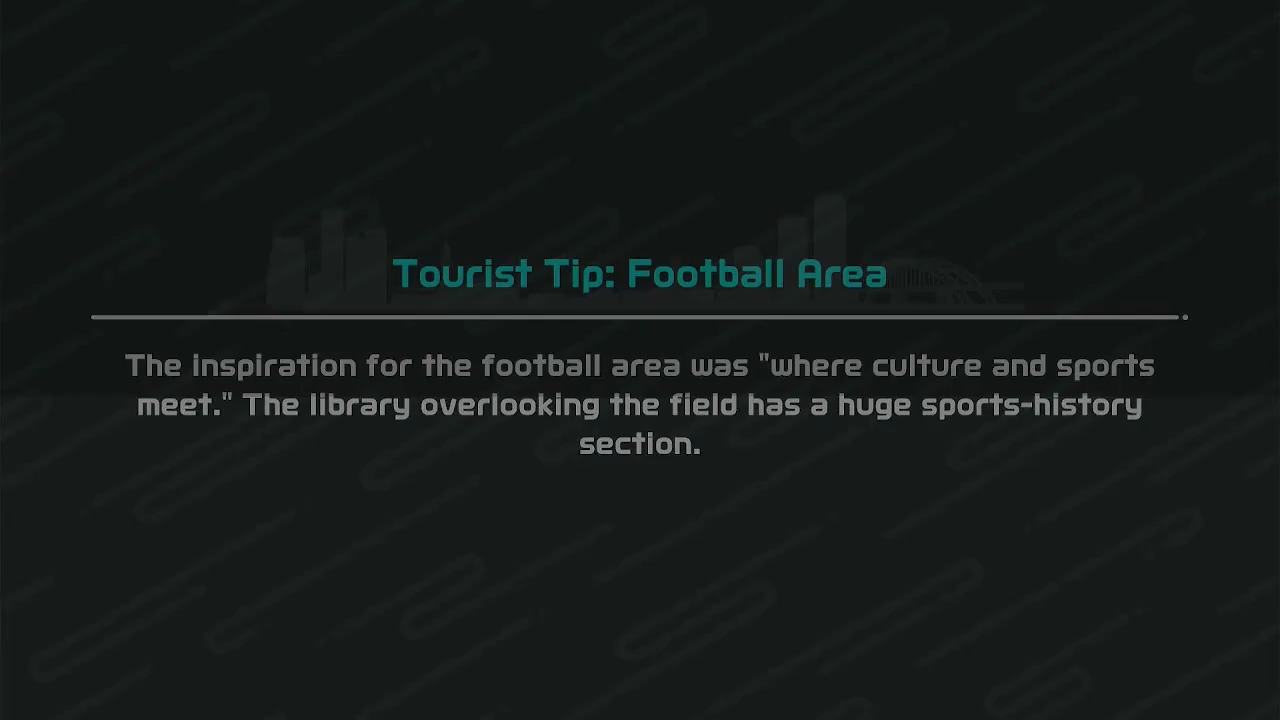 Tourist Tip: Football Area
The inspiration for the football area was "where culture and sports
meet." The library overlooking the field has a huge sports-history
section.